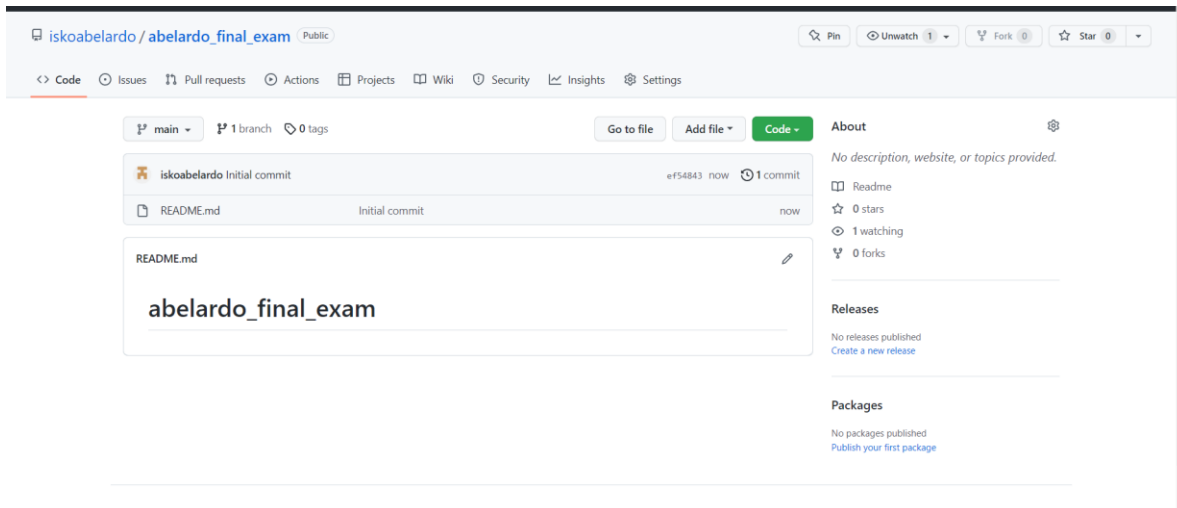 iskoabelardo / abelardo_final_exam Public
Pin Unwatch 1 Fork 0 Star 0
Code Issues Pull requests Actions Projects Wiki Security Insights Settings
main 1 branch 0 tags Go to file Add file Code
iskoabelardo Initial commit ef54843 now 1 commit
README.md Initial commit now
README.md
abelardo_final_exam
About
No description, website, or topics provided.
Readme
0 stars
1 watching
0 forks
Releases
No releases published
Create a new release
Packages
No packages published
Publish your first package